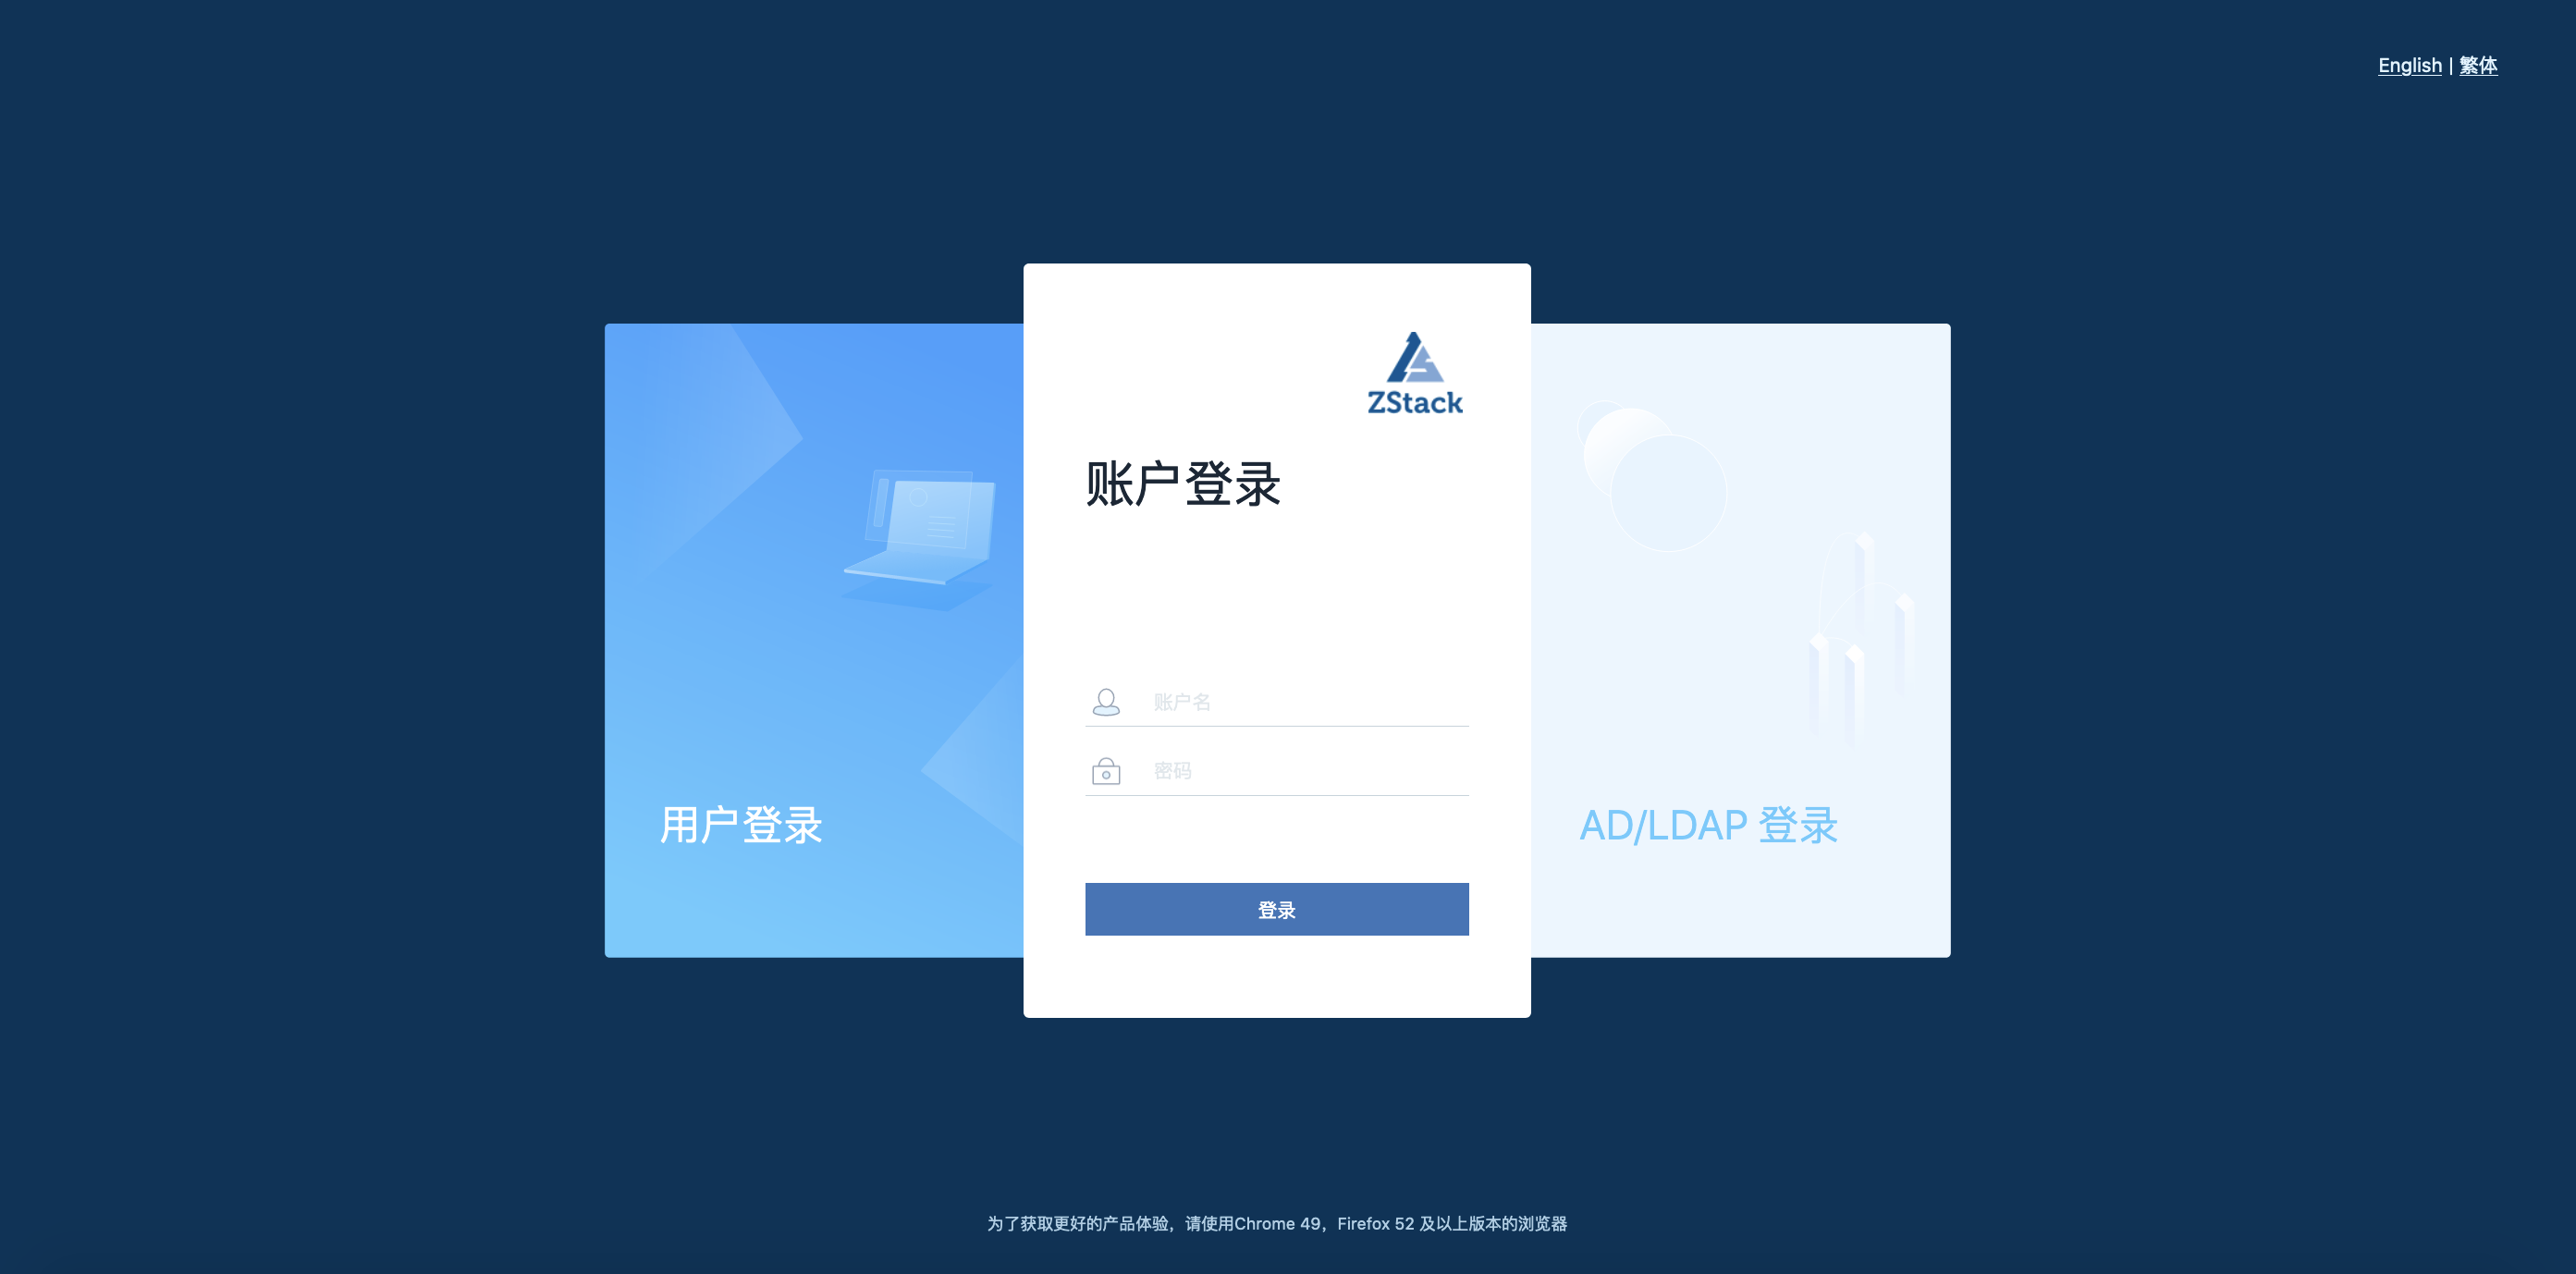 English | 繁体
ZStack
账户登录
账户名
密码
用户登录
AD/LDAP 登录
登录
为了获取更好的产品体验，请使用Chrome 49，Firefox 52 及以上版本的浏览器